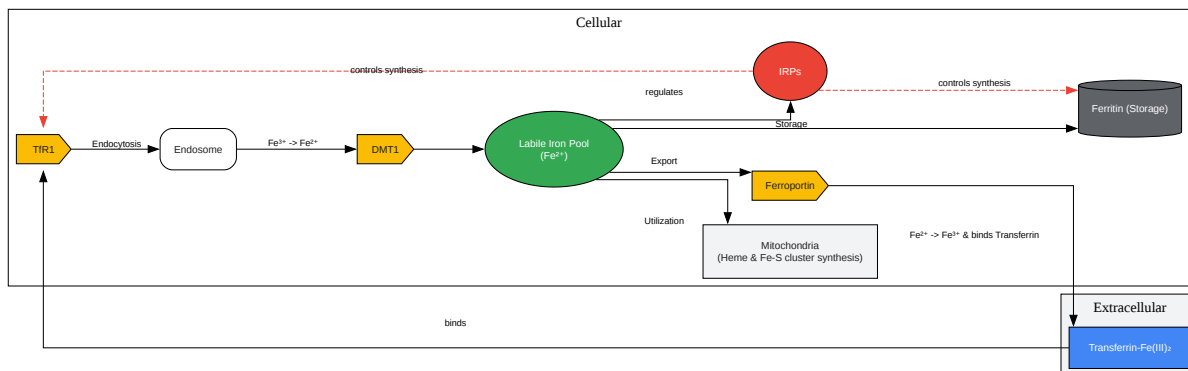 Cellular
IRPs
controls synthesis
controls synthesis
regulates
Ferritin (Storage)
Storage
TfR1
Endocytosis
Endosome
Fe³⁺ -> Fe²⁺
DMT1
Labile Iron Pool
(Fe²⁺)
Export
Ferroportin
Utilization
Mitochondria
(Heme & Fe-S cluster synthesis)
Fe²⁺ -> Fe³⁺ & binds Transferrin
Extracellular
binds
Transferrin-Fe(III)₂